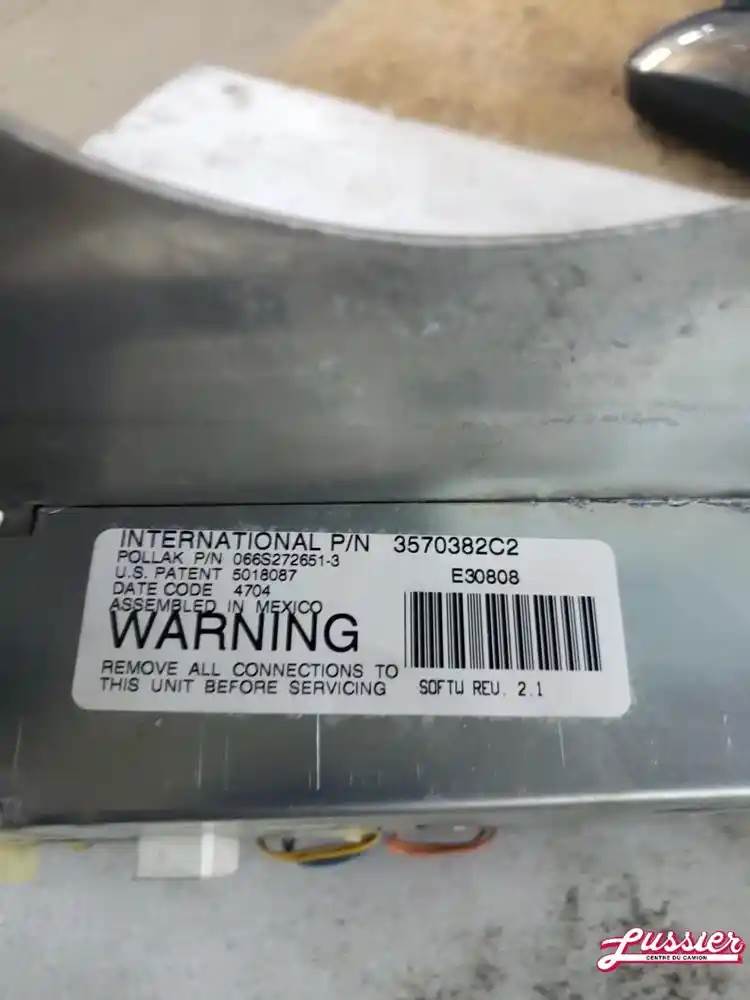 INTERNATIONAL P/N 3570382C2
POLLAK P/N 066S272651-3
U.S. PATENT 5018087
E30808
DATE CODE 4704
ASSEMBLED IN MEXICO
WARNING
REMOVE ALL CONNECTIONS TO
THIS UNIT BEFORE SERVICING
SOFTW REV. 2.1
Lussier
CENTRE DU CAMION